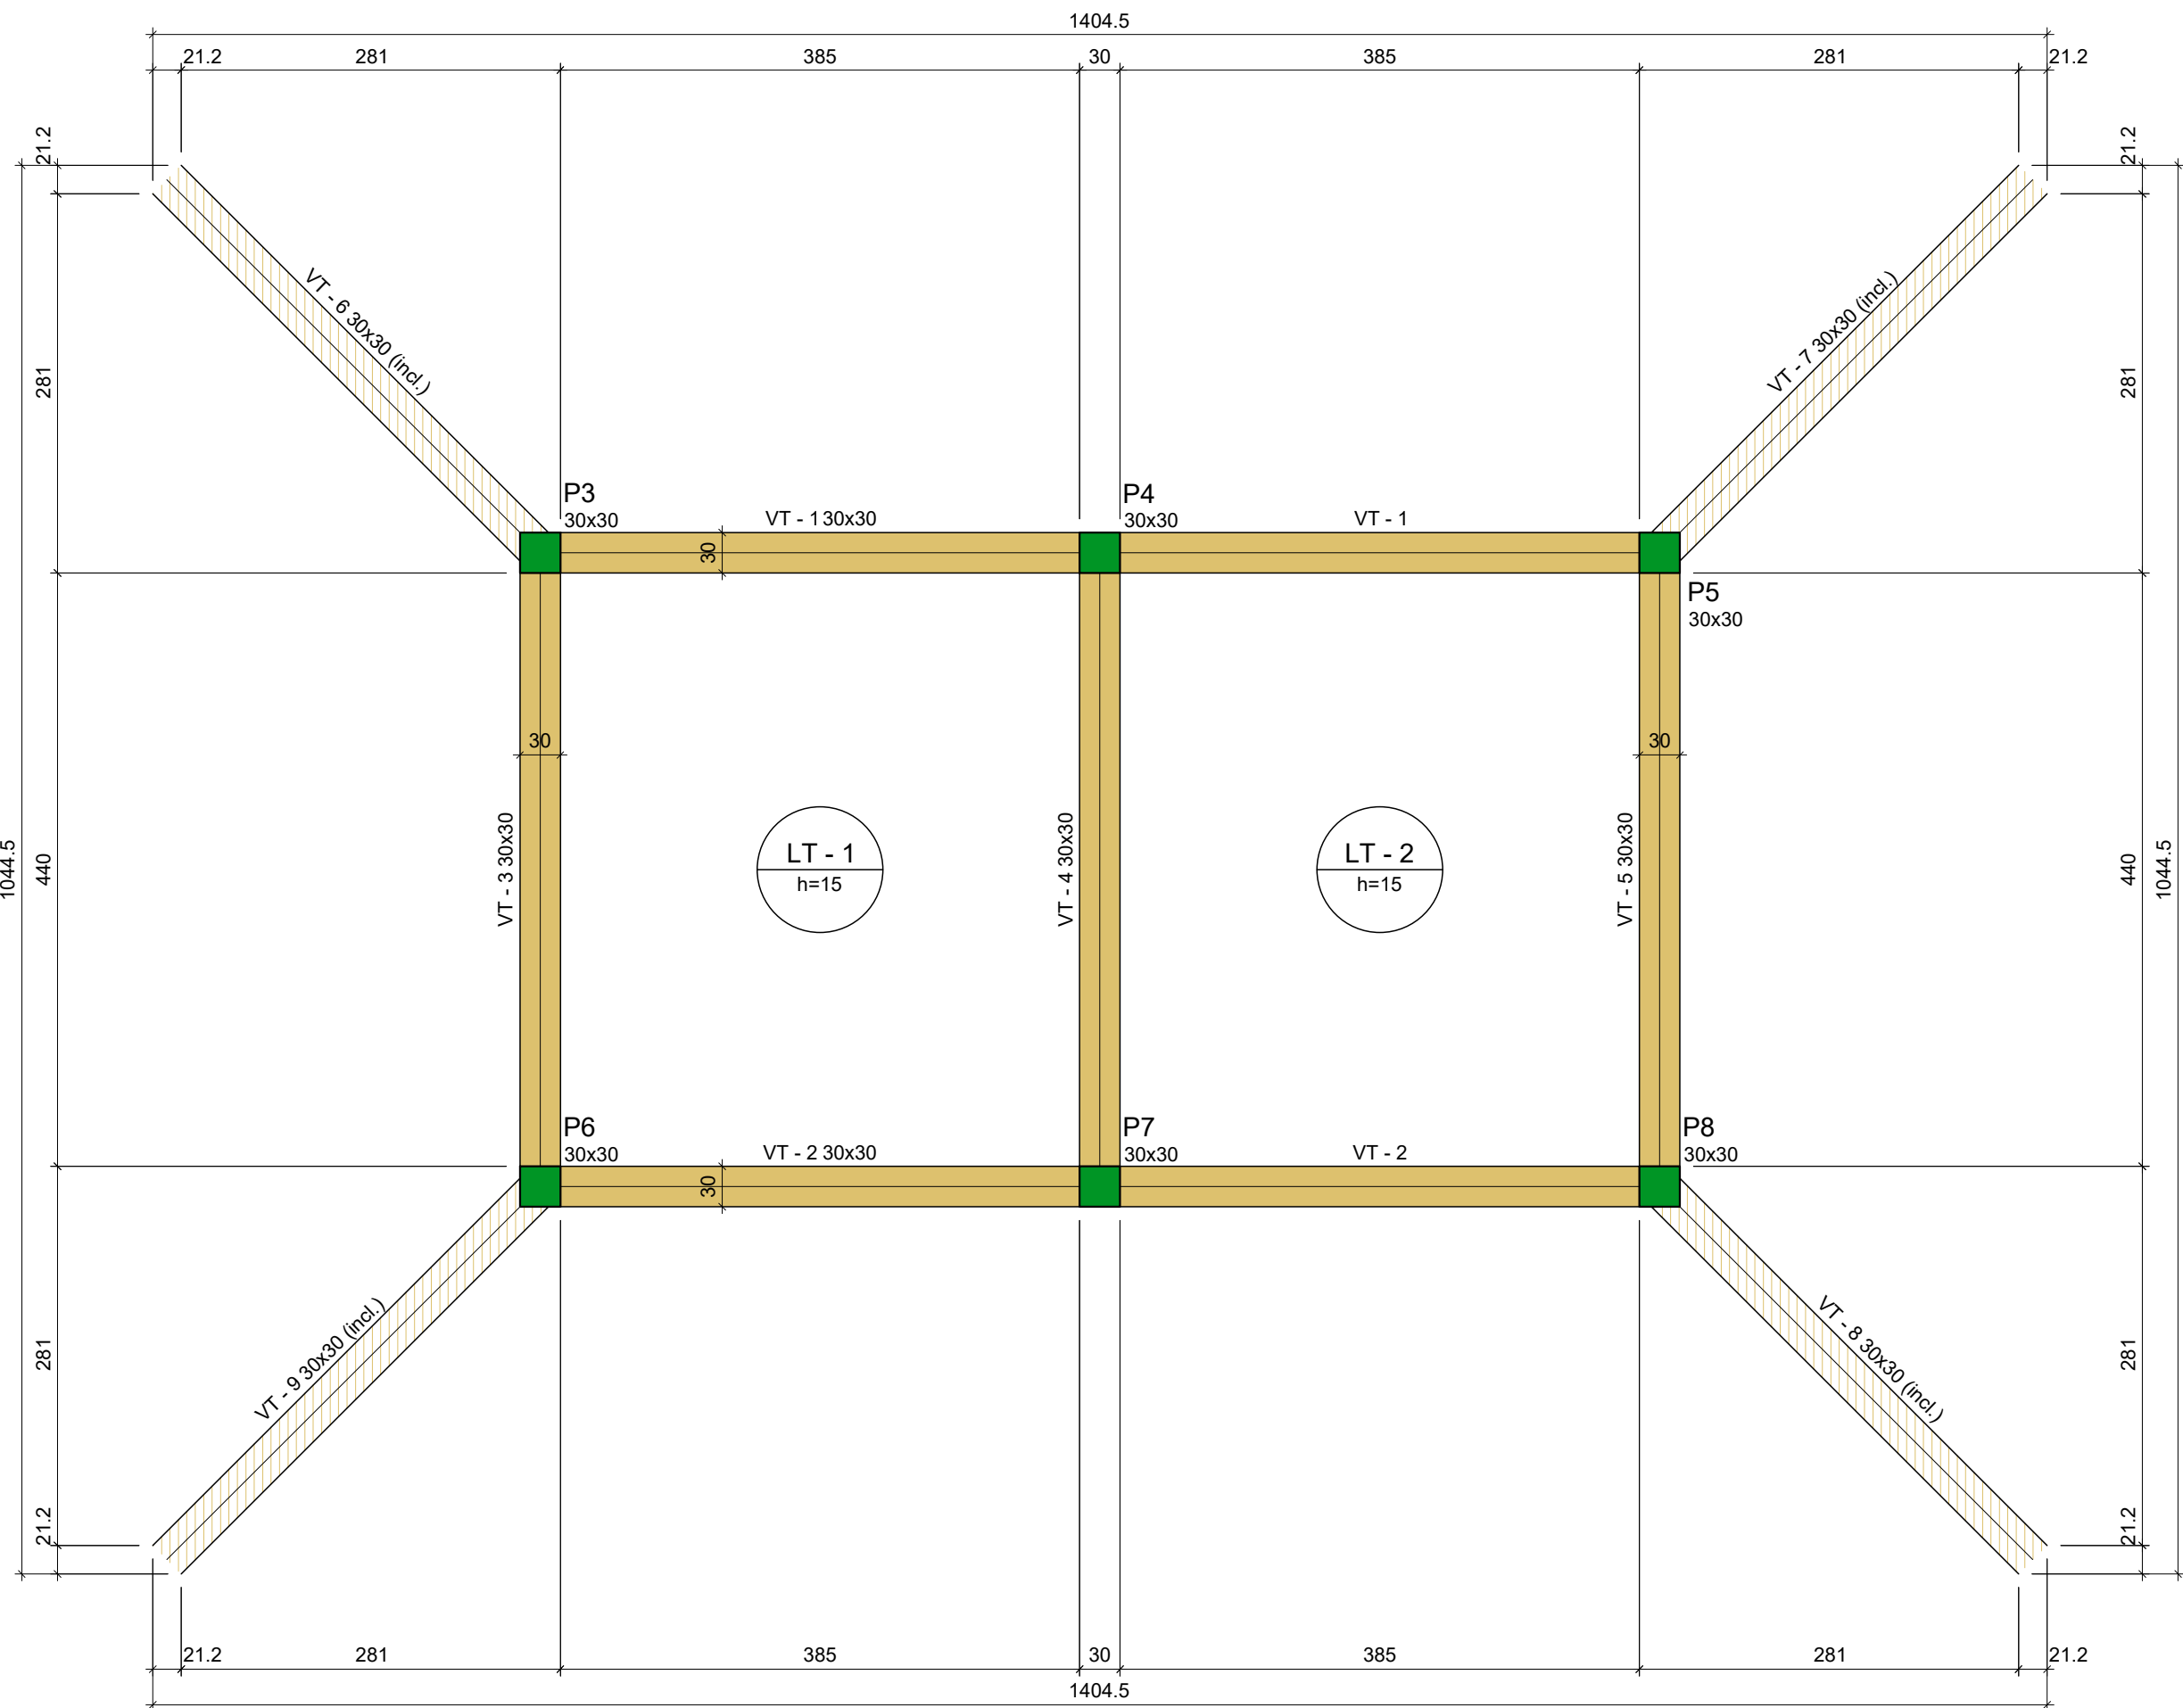 1404.5
21.2 281 385 30 385 281 21.2
21.2
21.2
VT - 6 30x30 (incl.)
VT - 7 30x30 (incl.)
281
281
P3
30x30
VT - 1 30x30
P4
30x30
VT - 1
30
P5
30x30
30
30
VT - 3 30x30
VT - 4 30x30
VT - 5 30x30
LT - 1
h=15
LT - 2
h=15
1044.5
440
440
1044.5
P6
30x30
VT - 2 30x30
P7
30x30
VT - 2
P8
30x30
30
VT - 9 30x30 (incl.)
VT - 8 30x30 (incl.)
281
281
21.2
21.2
21.2 281 385 30 385 281 21.2
1404.5